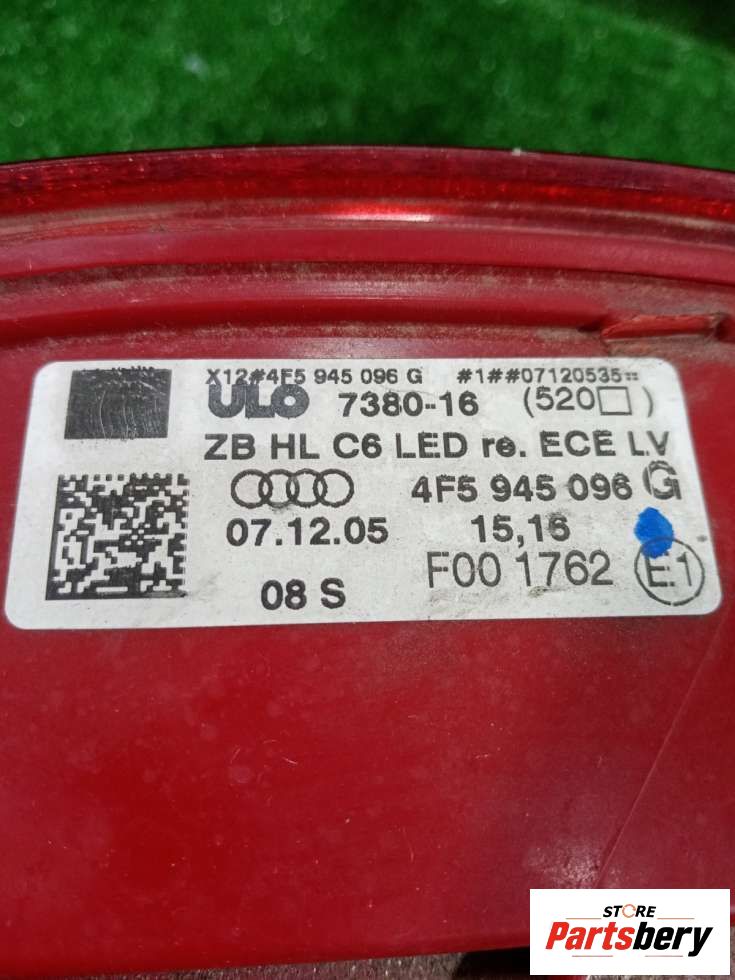 X12#4F5 945 096 G #1##07120535
ULO 7380-16 (520□)
ZB HL C6 LED re. ECE LV
4F5 945 096 G
07.12.05 15,16
F00 1762 E1
08 S
STORE
Partsbery